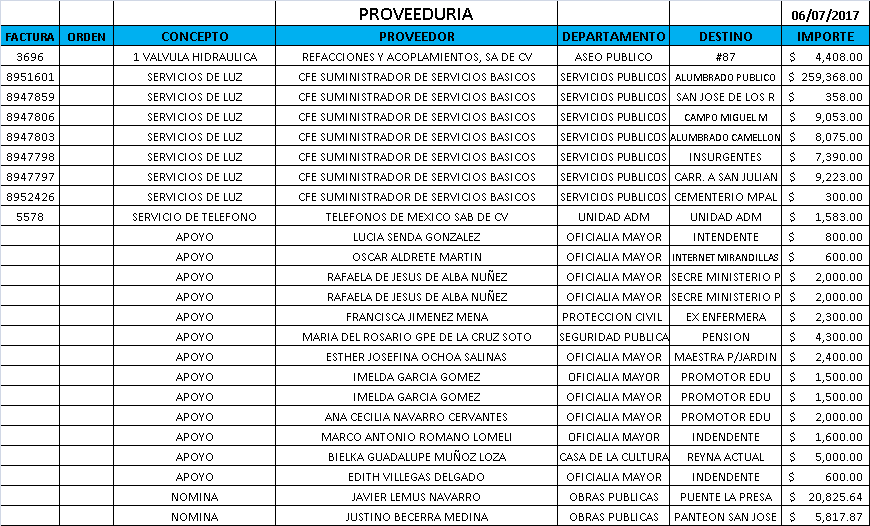 PROVEEDURIA 06/07/2017
FACTURA ORDEN CONCEPTO PROVEEDOR DEPARTAMENTO DESTINO IMPORTE
3696 1 VALVULA HIDRAULICA REFACCIONES Y ACOPLAMIENTOS, SA DE CV ASEO PUBLICO #87 $ 4,408.00
8951601 SERVICIOS DE LUZ CFE SUMINISTRADOR DE SERVICIOS BASICOS SERVICIOS PUBLICOS ALUMBRADO PUBLICO $ 259,368.00
8947859 SERVICIOS DE LUZ CFE SUMINISTRADOR DE SERVICIOS BASICOS SERVICIOS PUBLICOS SAN JOSE DE LOS R $ 358.00
8947806 SERVICIOS DE LUZ CFE SUMINISTRADOR DE SERVICIOS BASICOS SERVICIOS PUBLICOS CAMPO MIGUEL M $ 9,053.00
8947803 SERVICIOS DE LUZ CFE SUMINISTRADOR DE SERVICIOS BASICOS SERVICIOS PUBLICOS ALUMBRADO CAMELLON $ 8,075.00
8947798 SERVICIOS DE LUZ CFE SUMINISTRADOR DE SERVICIOS BASICOS SERVICIOS PUBLICOS INSURGENTES $ 7,390.00
8947797 SERVICIOS DE LUZ CFE SUMINISTRADOR DE SERVICIOS BASICOS SERVICIOS PUBLICOS CARR. A SAN JULIAN $ 9,223.00
8952426 SERVICIOS DE LUZ CFE SUMINISTRADOR DE SERVICIOS BASICOS SERVICIOS PUBLICOS CEMENTERIO MPAL $ 300.00
5578 SERVICIO DE TELEFONO TELEFONOS DE MEXICO SAB DE CV UNIDAD ADM UNIDAD ADM $ 1,583.00
APOYO LUCIA SENDA GONZALEZ OFICIALIA MAYOR INTENDENTE $ 800.00
APOYO OSCAR ALDRETE MARTIN OFICIALIA MAYOR INTERNET MIRANDILLAS $ 600.00
APOYO RAFAELA DE JESUS DE ALBA NUÑEZ OFICIALIA MAYOR SECRE MINISTERIO P $ 2,000.00
APOYO RAFAELA DE JESUS DE ALBA NUÑEZ OFICIALIA MAYOR SECRE MINISTERIO P $ 2,000.00
APOYO FRANCISCA JIMENEZ MENA PROTECCION CIVIL EX ENFERMERA $ 2,300.00
APOYO MARIA DEL ROSARIO GPE DE LA CRUZ SOTO SEGURIDAD PUBLICA PENSION $ 4,300.00
APOYO ESTHER JOSEFINA OCHOA SALINAS OFICIALIA MAYOR MAESTRA P/JARDIN $ 2,400.00
APOYO IMELDA GARCIA GOMEZ OFICIALIA MAYOR PROMOTOR EDU $ 1,500.00
APOYO IMELDA GARCIA GOMEZ OFICIALIA MAYOR PROMOTOR EDU $ 1,500.00
APOYO ANA CECILIA NAVARRO CERVANTES OFICIALIA MAYOR PROMOTOR EDU $ 2,000.00
APOYO MARCO ANTONIO ROMANO LOMELI OFICIALIA MAYOR INDENDENTE $ 1,600.00
APOYO BIELKA GUADALUPE MUÑOZ LOZA CASA DE LA CULTURA REYNA ACTUAL $ 5,000.00
APOYO EDITH VILLEGAS DELGADO OFICIALIA MAYOR INDENDENTE $ 600.00
NOMINA JAVIER LEMUS NAVARRO OBRAS PUBLICAS PUENTE LA PRESA $ 20,825.64
NOMINA JUSTINO BECERRA MEDINA OBRAS PUBLICAS PANTEON SAN JOSE $ 5,817.87